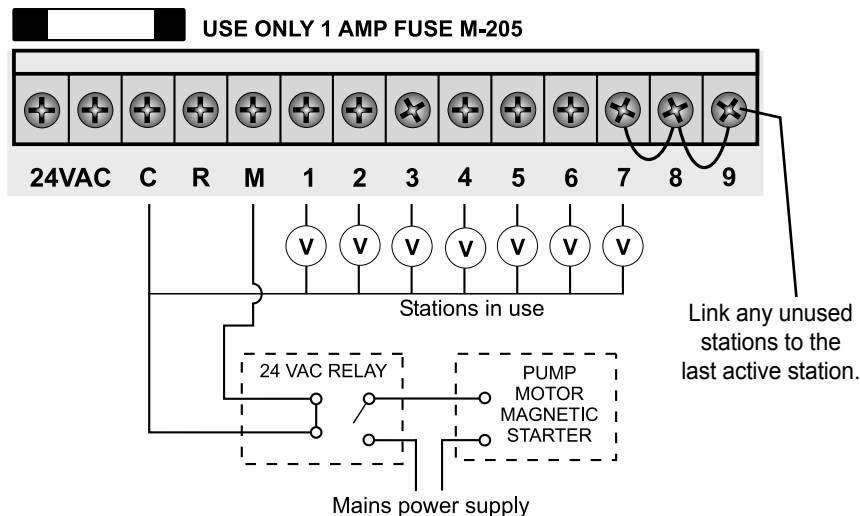 USE ONLY 1 AMP FUSE M-205
24VAC C R M 1 2 3 4 5 6 7 8 9
V V V V V V V
Stations in use
Link any unused
stations to the
last active station.
24 VAC RELAY
PUMP
MOTOR
MAGNETIC
STARTER
Mains power supply